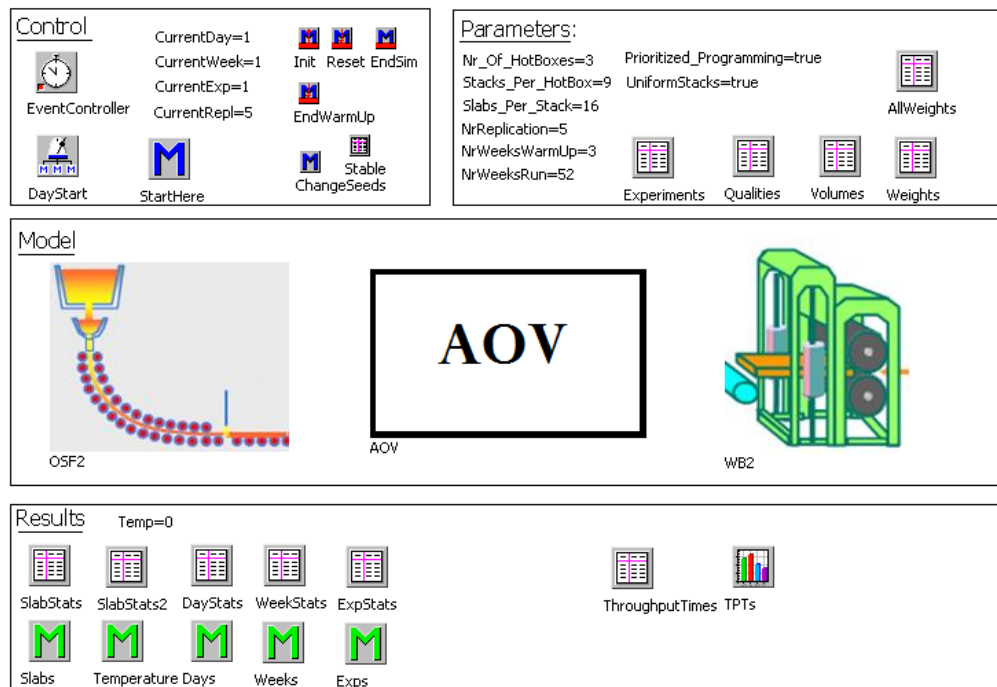 Control
CurrentDay=1
CurrentWeek=1
CurrentExp=1
CurrentRepl=5
EventController
Init Reset EndSim
EndWarmUp
DayStart
StartHere
Stable
ChangeSeeds
M M M
Parameters:
Nr_Of_HotBoxes=3
Stacks_Per_HotBox=9
Slabs_Per_Stack=16
NrReplication=5
NrWeeksWarmUp=3
NrWeeksRun=52
Prioritized_Programming=true
UniformStacks=true
AllWeights
Experiments Qualities Volumes Weights
Model
AOV
OSF2
AOV
WB2
Results
Temp=0
SlabStats SlabStats2 DayStats WeekStats ExpStats
ThroughputTimes TPTs
M M M M M
Slabs Temperature Days Weeks Exps